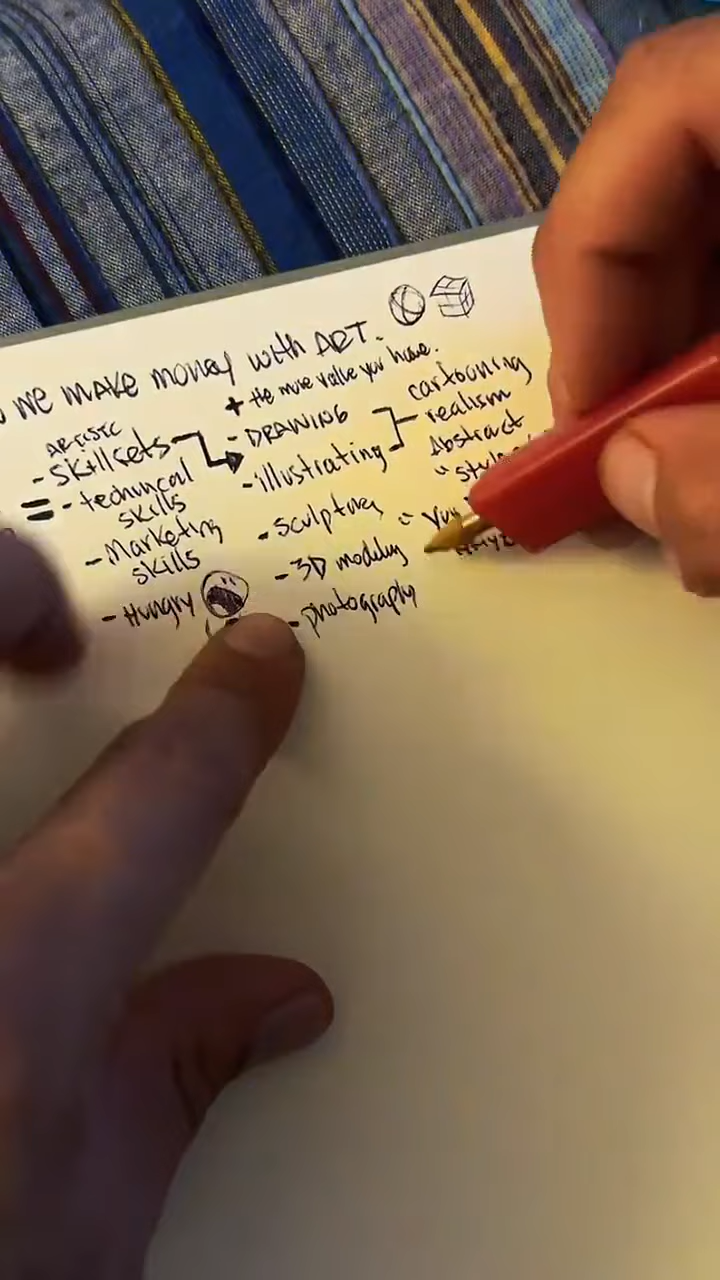 WE MAKE MONEY WITH ART.
+ the more value you have.
ARTISTIC
- SKILLSETS
= - technical
skills
- MARKETING
SKILLS
- HUNGRY
- DRAWING
- illustrating
- Sculpture
- 3D modeling
- photography
cartooning
realism
Abstract